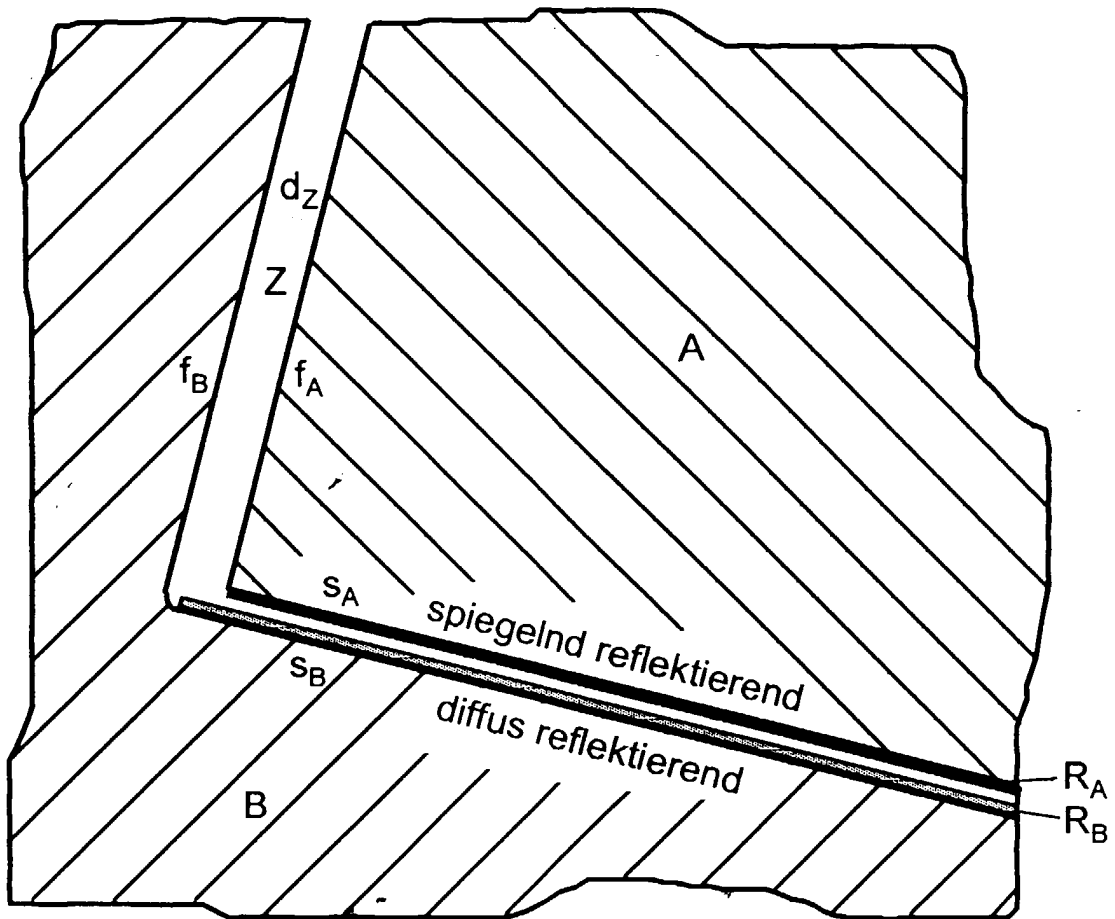 d_Z
Z
f_B
f_A
A
s_A
spiegelnd reflektierend
s_B
diffus reflektierend
R_A
B
R_B